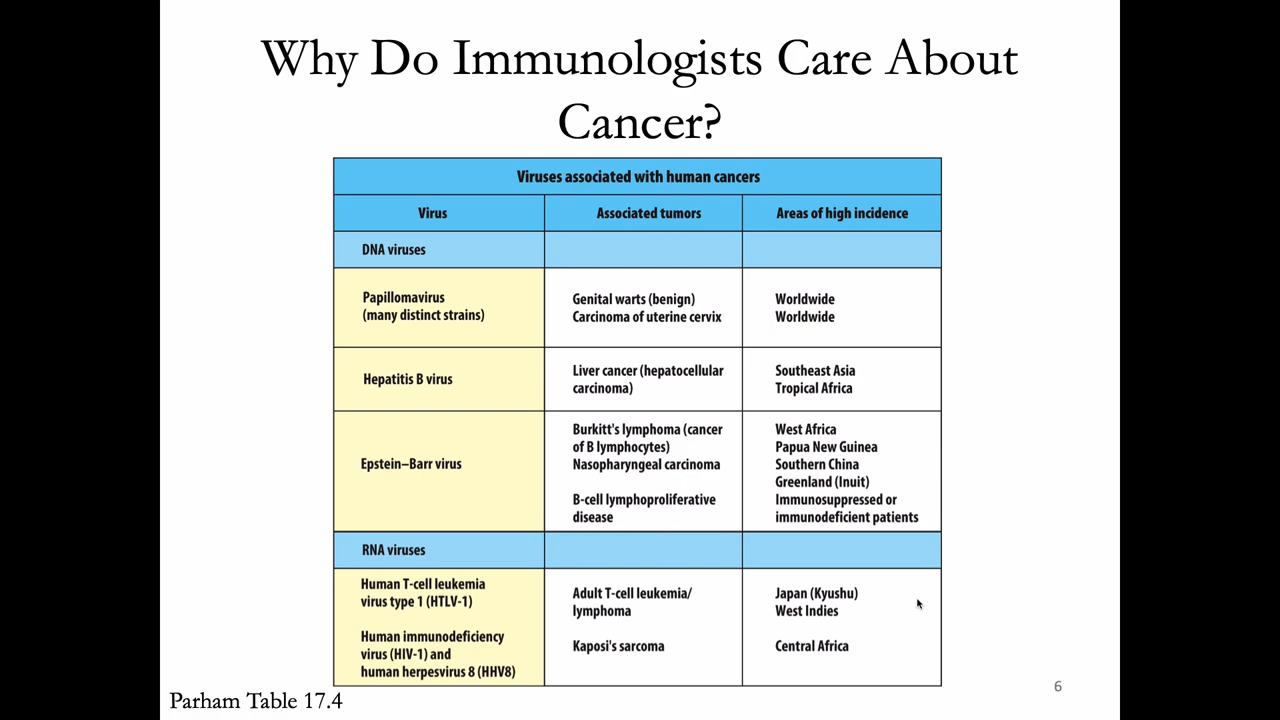 Why Do Immunologists Care About
Cancer?
Viruses associated with human cancers
Virus
Associated tumors
Areas of high incidence
DNA viruses
Papillomavirus
(many distinct strains)
Genital warts (benign)
Carcinoma of uterine cervix
Worldwide
Worldwide
Hepatitis B virus
Liver cancer (hepatocellular
carcinoma)
Southeast Asia
Tropical Africa
Epstein–Barr virus
Burkitt's lymphoma (cancer
of B lymphocytes)
Nasopharyngeal carcinoma
B-cell lymphoproliferative
disease
West Africa
Papua New Guinea
Southern China
Greenland (Inuit)
Immunosuppressed or
immunodeficient patients
RNA viruses
Human T-cell leukemia
virus type 1 (HTLV-1)
Adult T-cell leukemia/
lymphoma
Japan (Kyushu)
West Indies
Human immunodeficiency
virus (HIV-1) and
human herpesvirus 8 (HHV8)
Kaposi's sarcoma
Central Africa
Parham Table 17.4
6